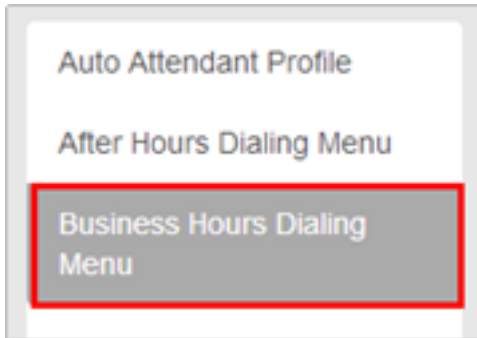 Auto Attendant Profile
After Hours Dialing Menu
Business Hours Dialing
Menu